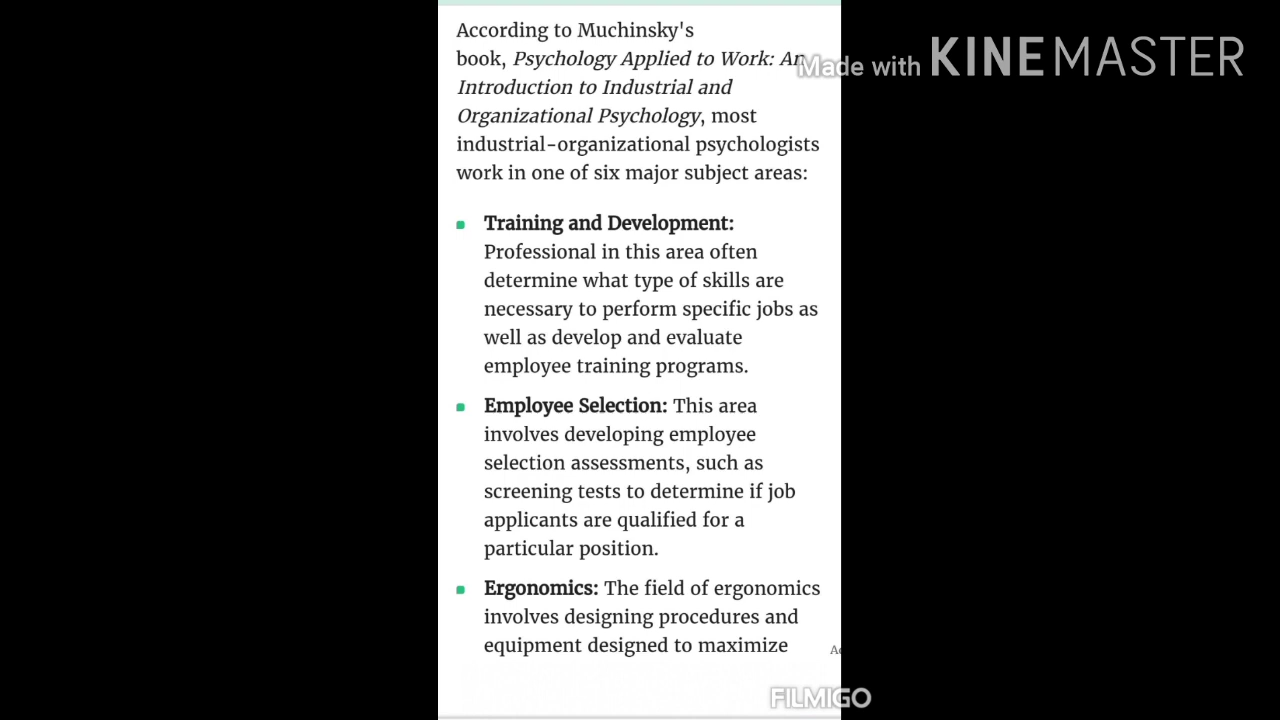 According to Muchinsky's
book, Psychology Applied to Work: An
Introduction to Industrial and
Organizational Psychology, most
industrial-organizational psychologists
work in one of six major subject areas:
Training and Development:
Professional in this area often
determine what type of skills are
necessary to perform specific jobs as
well as develop and evaluate
employee training programs.
Employee Selection: This area
involves developing employee
selection assessments, such as
screening tests to determine if job
applicants are qualified for a
particular position.
Ergonomics: The field of ergonomics
involves designing procedures and
equipment designed to maximize
Made with KINEMASTER
FILMIGO